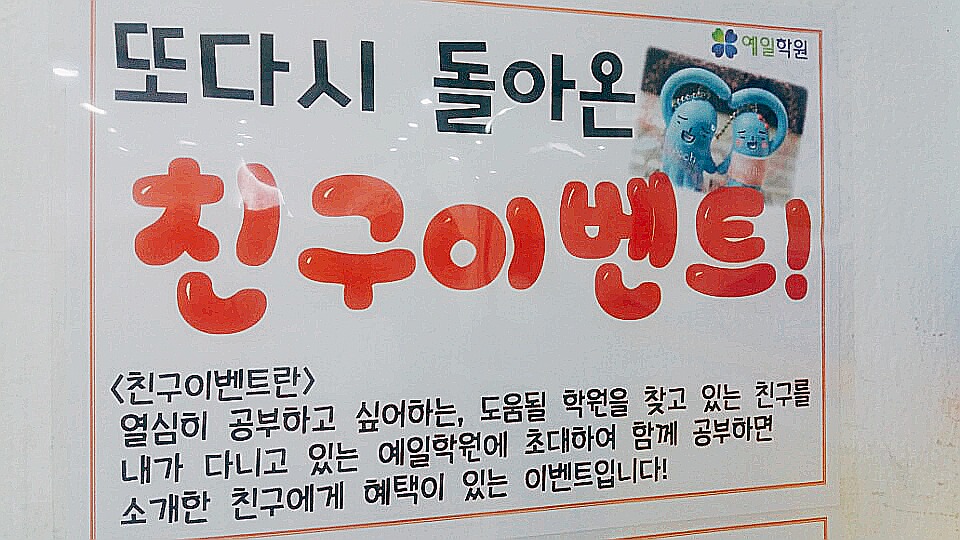 예일학원
또다시 돌아온
친구이벤트!
<친구이벤트란>
열심히 공부하고 싶어하는, 도움될 학원을 찾고 있는 친구를
내가 다니고 있는 예일학원에 초대하여 함께 공부하면
소개한 친구에게 혜택이 있는 이벤트입니다!